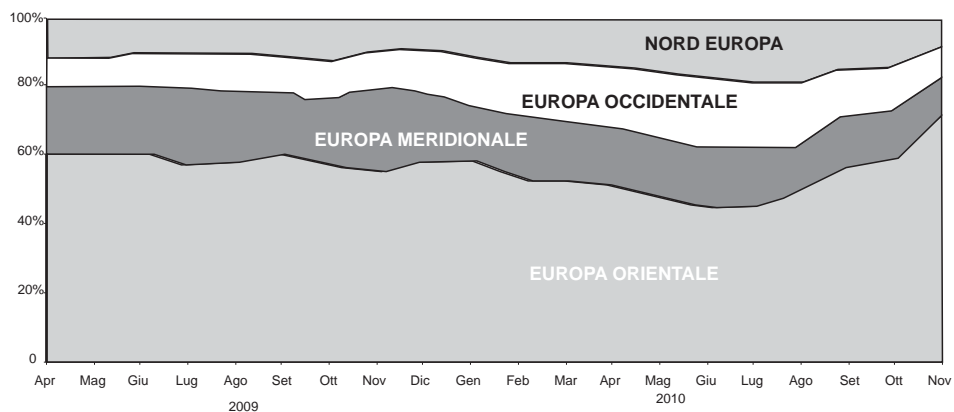 100%
NORD EUROPA
80%
EUROPA OCCIDENTALE
EUROPA MERIDIONALE
60%
40%
EUROPA ORIENTALE
20%
0
Apr Mag Giu Lug Ago Set Ott Nov Dic Gen Feb Mar Apr Mag Giu Lug Ago Set Ott Nov
2009 2010